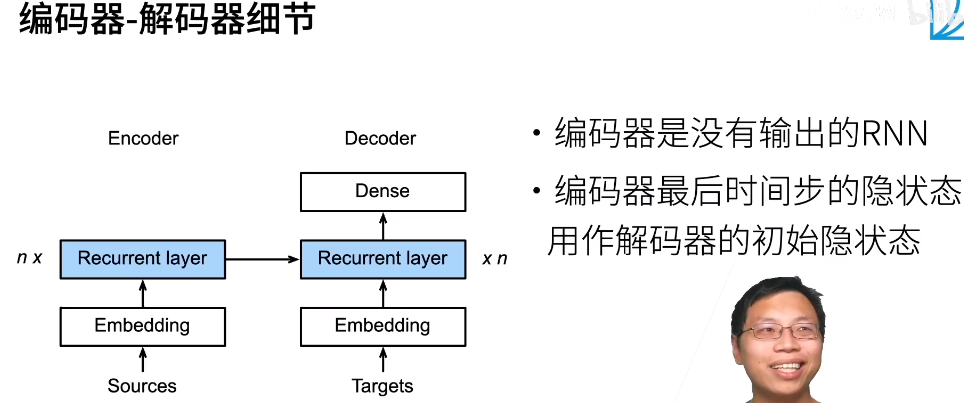 编码器-解码器细节
Encoder
Decoder
Dense
n x
Recurrent layer
Recurrent layer
x n
Embedding
Embedding
Sources
Targets
• 编码器是没有输出的RNN
• 编码器最后时间步的隐状态
用作解码器的初始隐状态